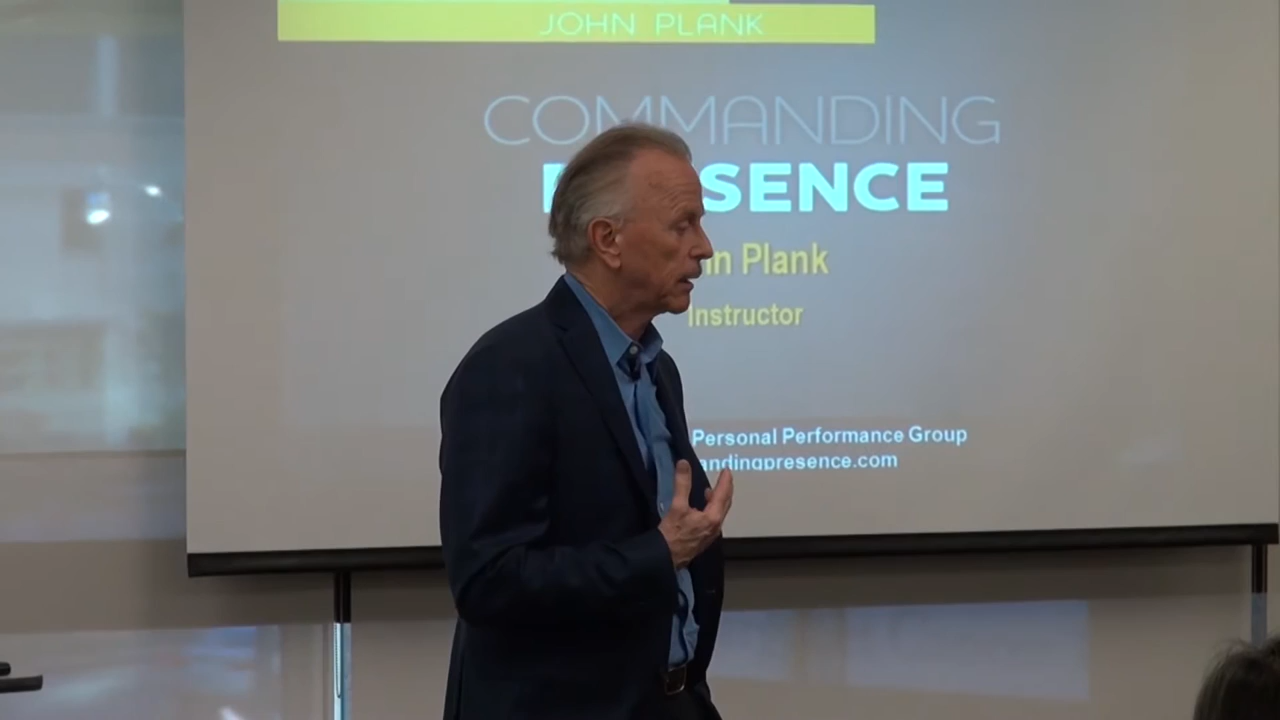 JOHN PLANK
COMMANDING
SENCE
Plank
Instructor
Personal Performance Group
andingpresence.com